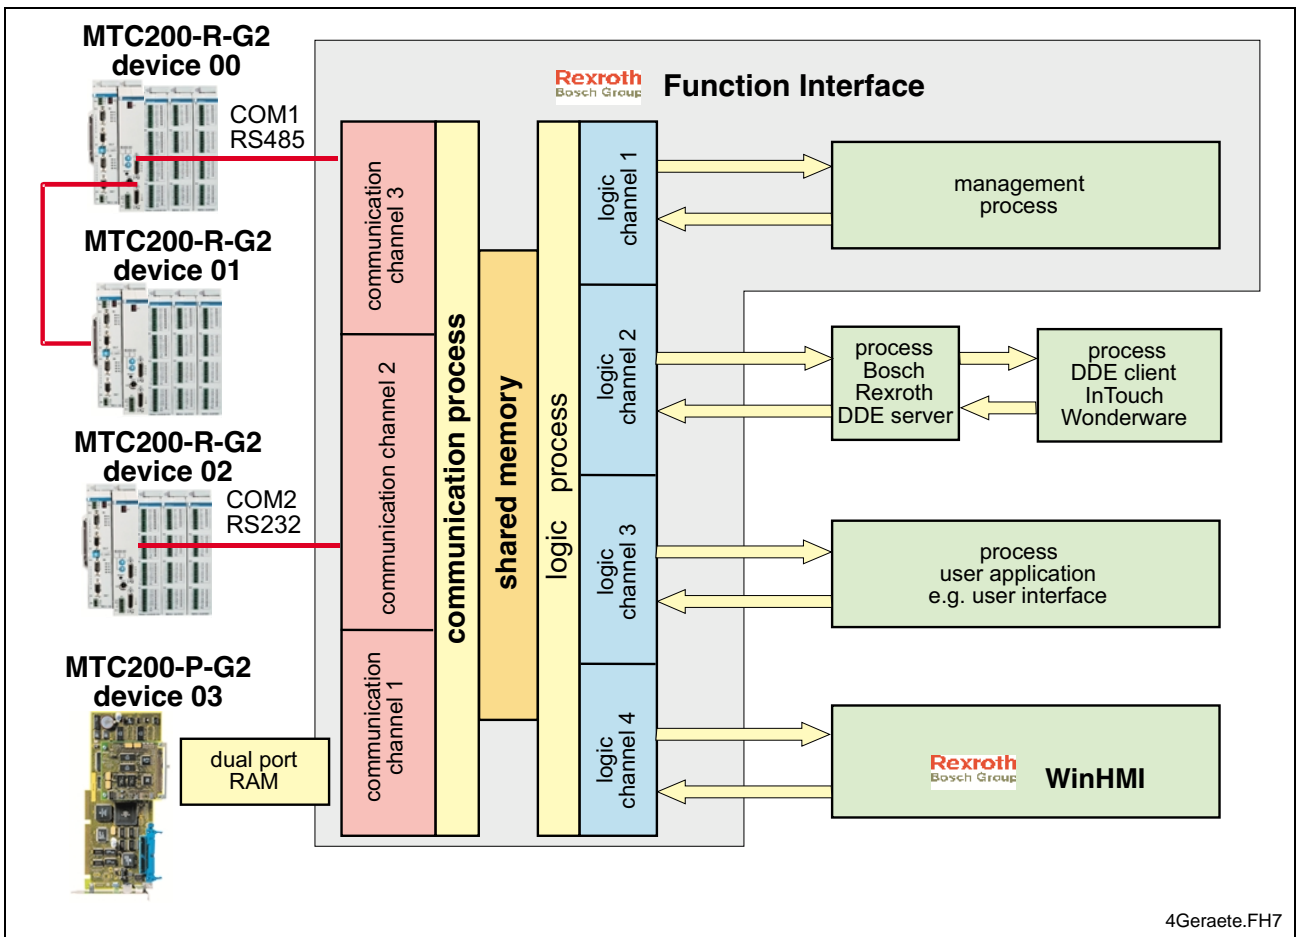 MTC200-R-G2
device 00
COM1
RS485
MTC200-R-G2
device 01
MTC200-R-G2
device 02
COM2
RS232
MTC200-P-G2
device 03
dual port
RAM
Rexroth
Bosch Group
Function Interface
communication
channel 3
communication channel 2
communication
channel 1
communication process
shared memory
logic process
logic
channel 1
logic
channel 2
logic
channel 3
logic
channel 4
management
process
process
Bosch
Rexroth
DDE server
process
DDE client
InTouch
Wonderware
process
user application
e.g. user interface
Rexroth
Bosch Group
WinHMI
4Geraete.FH7